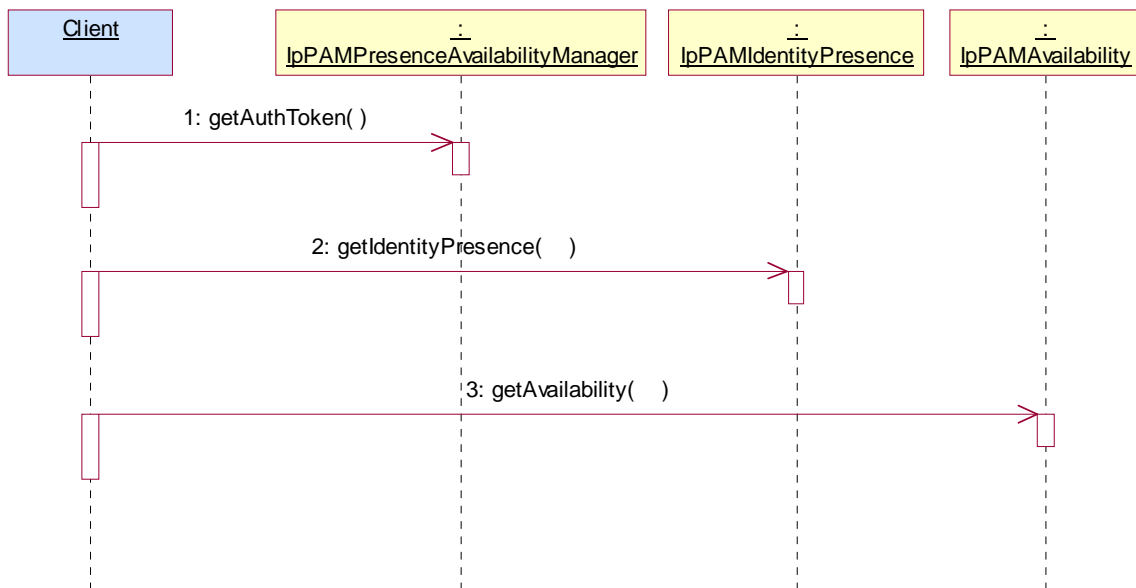 Client
:
IpPAMPresenceAvailabilityManager
:
IpPAMIdentityPresence
:
IpPAMAvailability
1: getAuthToken( )
2: getIdentityPresence( )
3: getAvailability( )